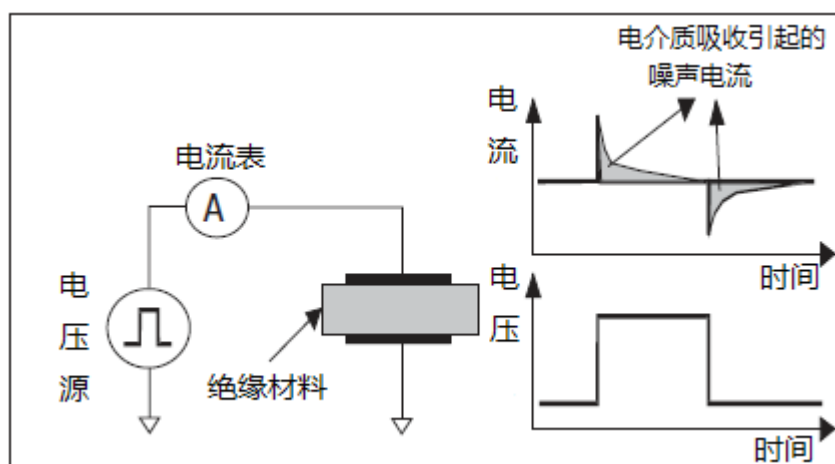 电介质吸收引起的
噪声电流
电流
电流表
A
时间
电压源
电压
绝缘材料
时间